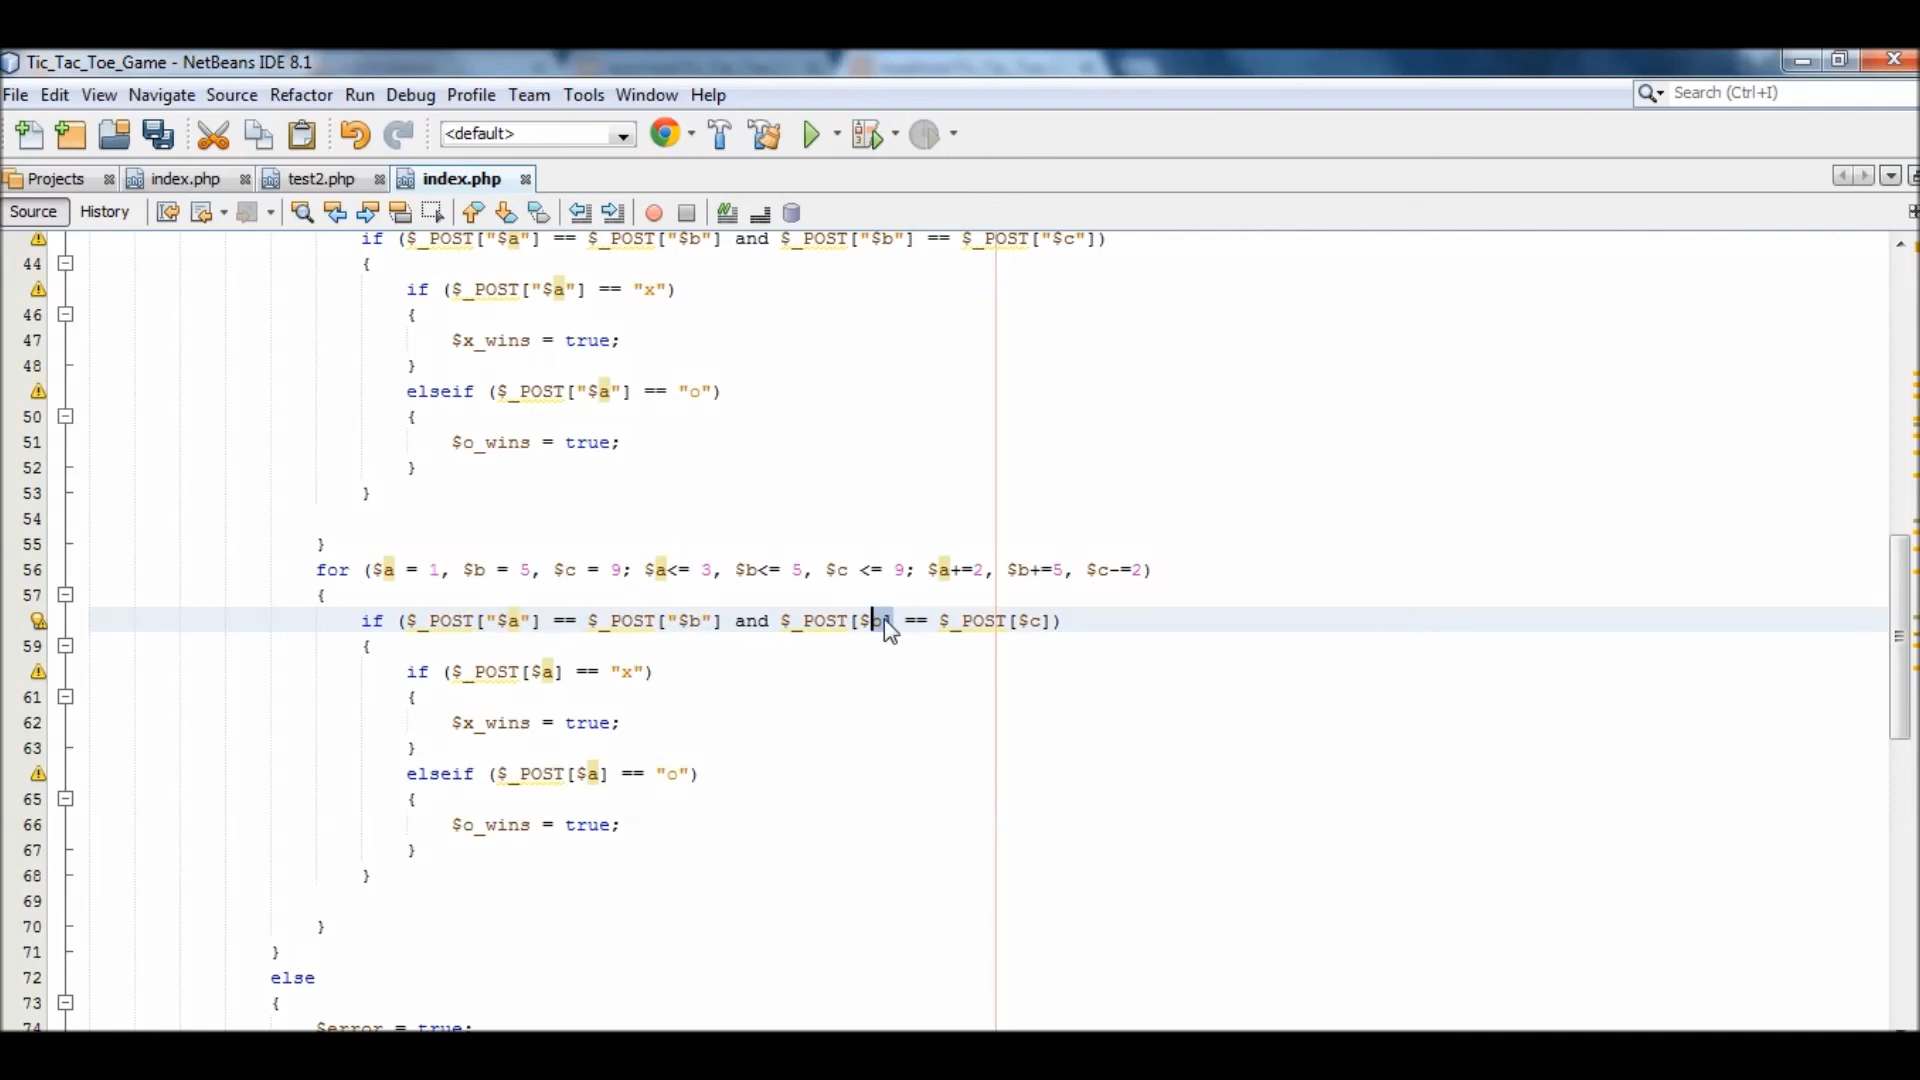 Tic_Tac_Toe_Game - NetBeans IDE 8.1
File Edit View Navigate Source Refactor Run Debug Profile Team Tools Window Help
Search (Ctrl+I)
<default>
Projects index.php test2.php index.php
Source History
if ($_POST["$a"] == $_POST["$b"] and $_POST["$b"] == $_POST["$c"])
44 {
if ($_POST["$a"] == "x")
46 {
47 $x_wins = true;
48 }
elseif ($_POST["$a"] == "o")
50 {
51 $o_wins = true;
52 }
53 }
54
55 }
56 for ($a = 1, $b = 5, $c = 9; $a<= 3, $b<= 5, $c <= 9; $a+=2, $b+=5, $c-=2)
57 {
if ($_POST["$a"] == $_POST["$b"] and $_POST[$b] == $_POST[$c])
59 {
if ($_POST[$a] == "x")
61 {
62 $x_wins = true;
63 }
elseif ($_POST[$a] == "o")
65 {
66 $o_wins = true;
67 }
68 }
69
70 }
71 }
72 else
73 {
74 $error = true;